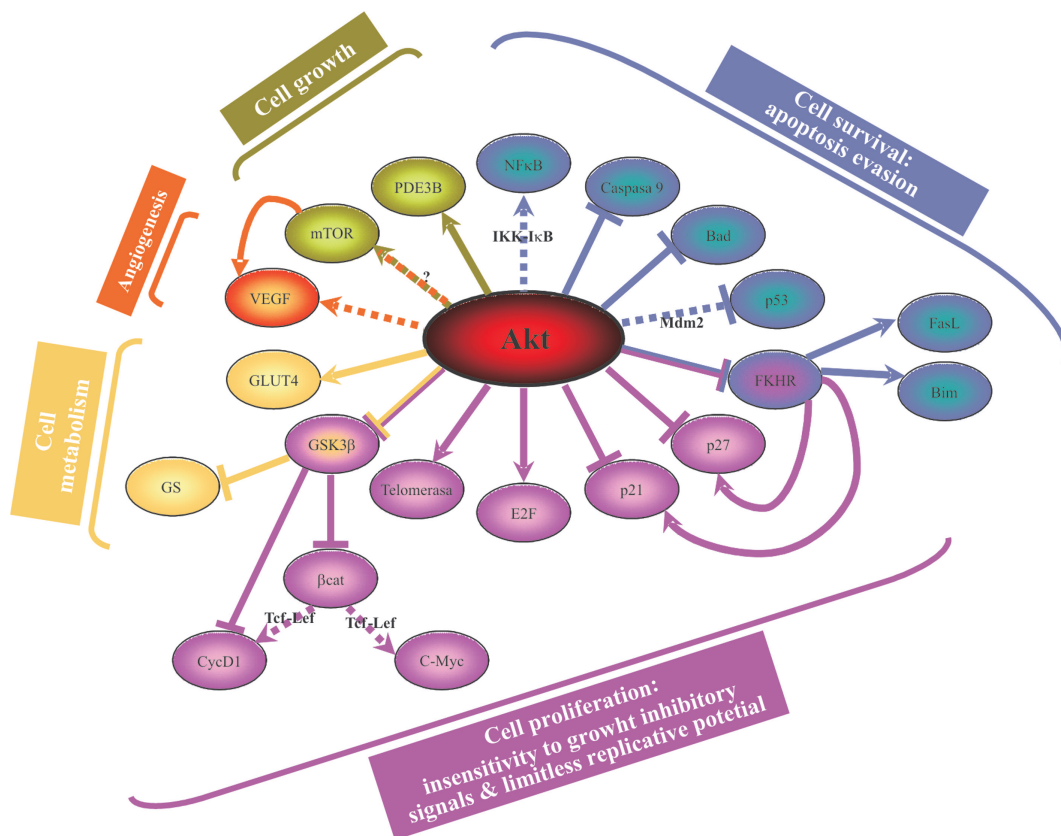 Cell growth
Cell survival:
apoptosis evasion
Angiogenesis
Cell
metabolism
NFκB
PDE3B
Caspasa 9
mTOR
IKK-IκB
Bad
?
VEGF
p53
Mdm2
FasL
Akt
GLUT4
FKHR
Bim
GSK3β
p27
GS
Telomerasa
p21
E2F
βcat
Tcf-Lef
Tcf-Lef
CycD1
C-Myc
Cell proliferation:
insensitivity to growht inhibitory
signals & limitless replicative potetial